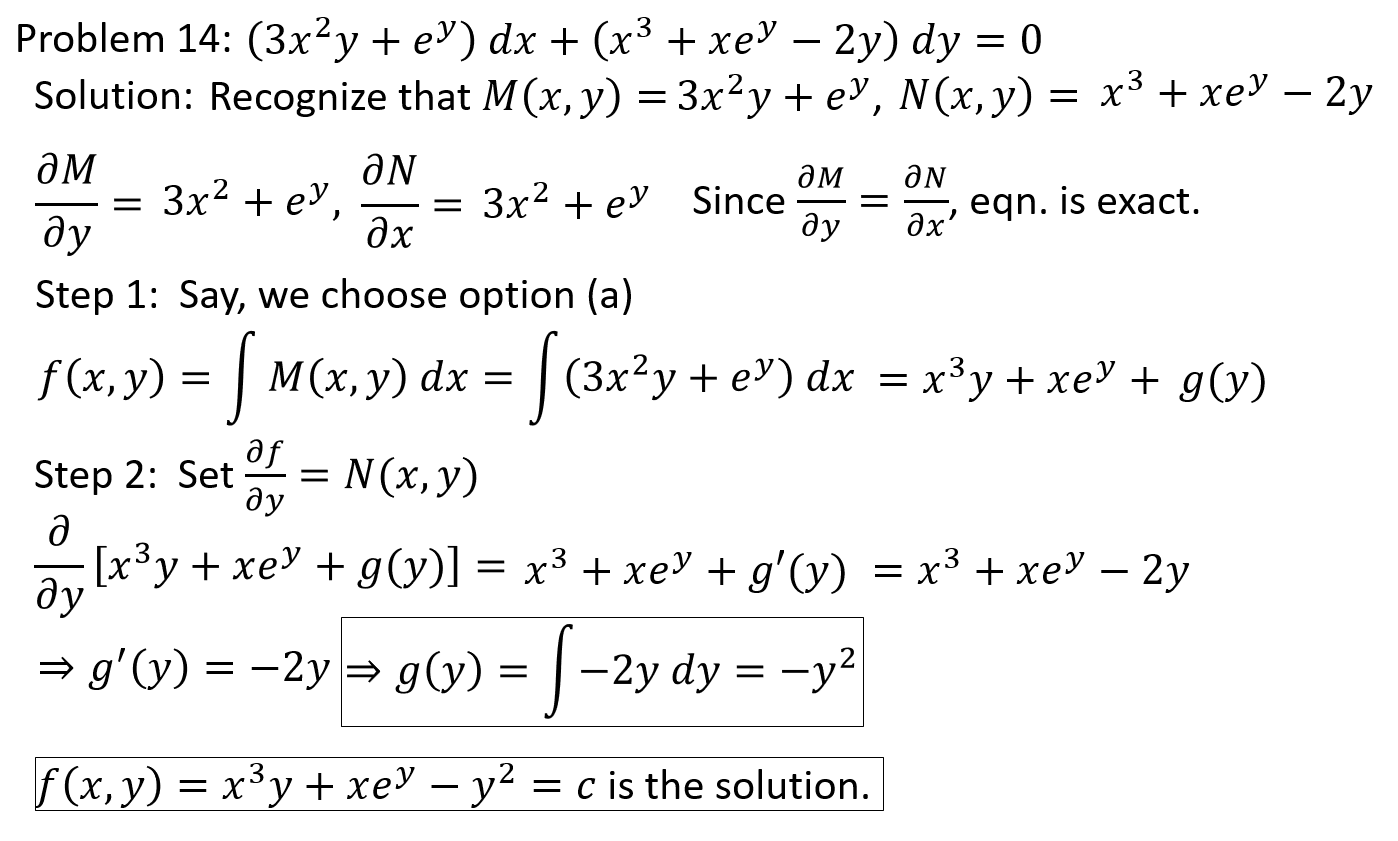 Problem 14: (3x²y + eʸ) dx + (x³ + xeʸ − 2y) dy = 0
Solution: Recognize that M(x, y) = 3x²y + eʸ, N(x, y) = x³ + xeʸ − 2y
∂M/∂y = 3x² + eʸ, ∂N/∂x = 3x² + eʸ Since ∂M/∂y = ∂N/∂x, eqn. is exact.
Step 1: Say, we choose option (a)
f(x, y) = ∫ M(x, y) dx = ∫ (3x²y + eʸ) dx = x³y + xeʸ + g(y)
Step 2: Set ∂f/∂y = N(x, y)
∂/∂y [x³y + xeʸ + g(y)] = x³ + xeʸ + g′(y) = x³ + xeʸ − 2y
⇒ g′(y) = −2y ⇒ g(y) = ∫ −2y dy = −y²
f(x, y) = x³y + xeʸ − y² = c is the solution.